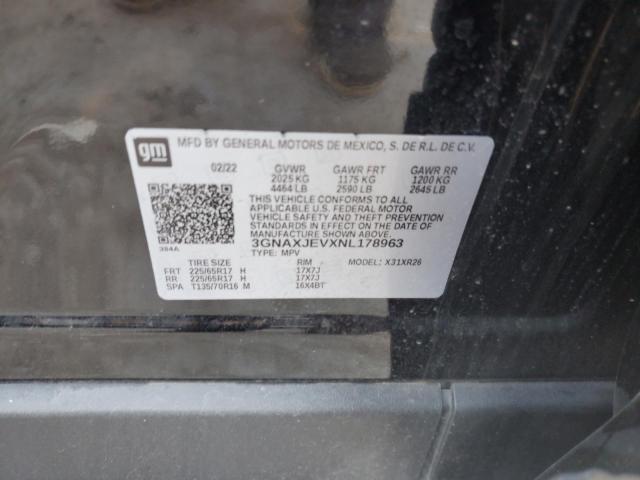 gm MFD BY GENERAL MOTORS DE MEXICO, S. DE R.L. DE C.V.
02/22 GVWR GAWR FRT GAWR RR
2025 KG 1175 KG 1200 KG
4464 LB 2590 LB 2645 LB
THIS VEHICLE CONFORMS TO ALL
APPLICABLE U.S. FEDERAL MOTOR
VEHICLE SAFETY AND THEFT PREVENTION
STANDARDS IN EFFECT ON THE DATE
OF MANUFACTURE SHOWN ABOVE.
384A 3GNAXJEVXNL178963
TYPE: MPV
TIRE SIZE RIM MODEL: X31XR26
FRT 225/65R17 H 17X7J
RR 225/65R17 H 17X7J
SPA T135/70R16 M 16X4BT